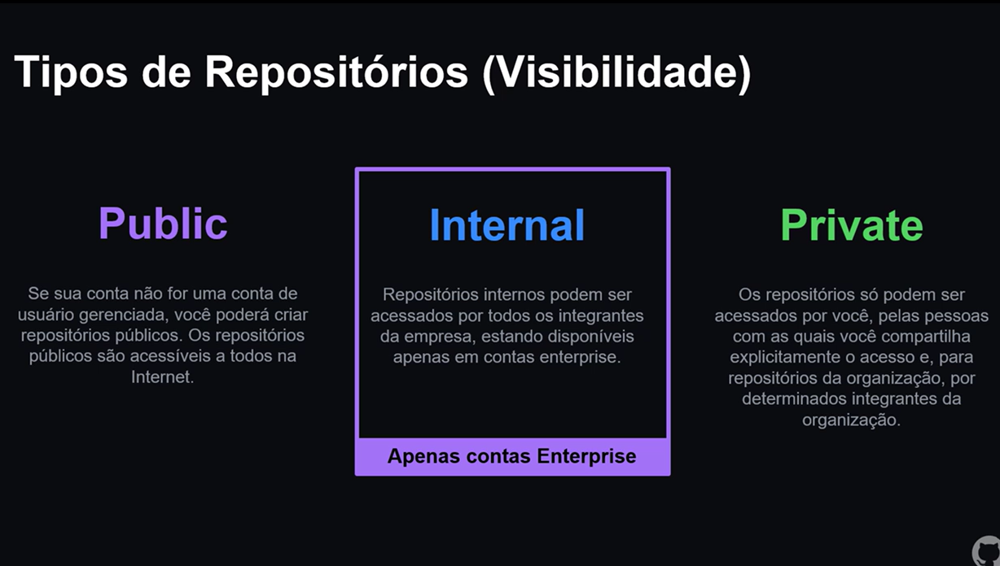 Tipos de Repositórios (Visibilidade)
Public
Se sua conta não for uma conta de
usuário gerenciada, você poderá criar
repositórios públicos. Os repositórios
públicos são acessíveis a todos na
Internet.
Internal
Repositórios internos podem ser
acessados por todos os integrantes
da empresa, estando disponíveis
apenas em contas enterprise.
Apenas contas Enterprise
Private
Os repositórios só podem ser
acessados por você, pelas pessoas
com as quais você compartilha
explicitamente o acesso e, para
repositórios da organização, por
determinados integrantes da
organização.